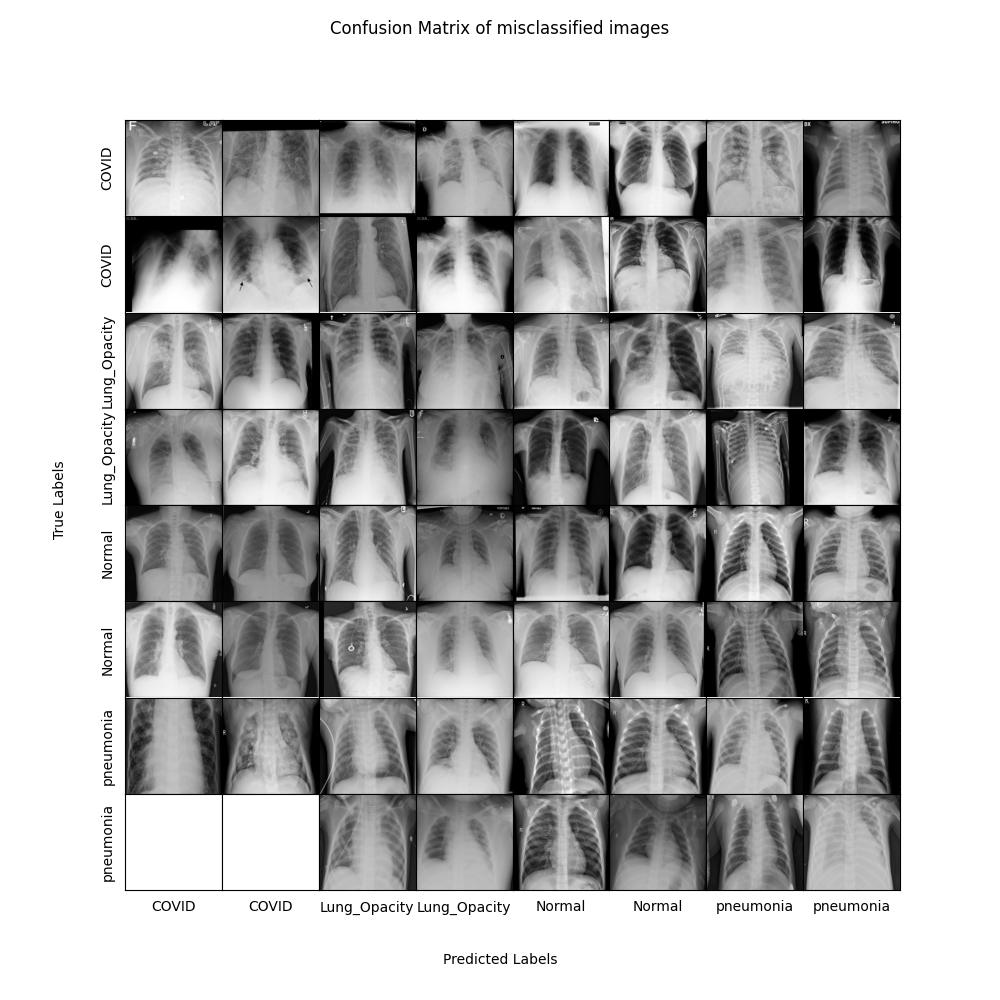 Confusion Matrix of misclassified images
True Labels
COVID
COVID
Lung_Opacity
Lung_Opacity
Normal
Normal
pneumonia
pneumonia
F
D
R
COVID COVID Lung_Opacity Lung_Opacity Normal Normal pneumonia pneumonia
Predicted Labels